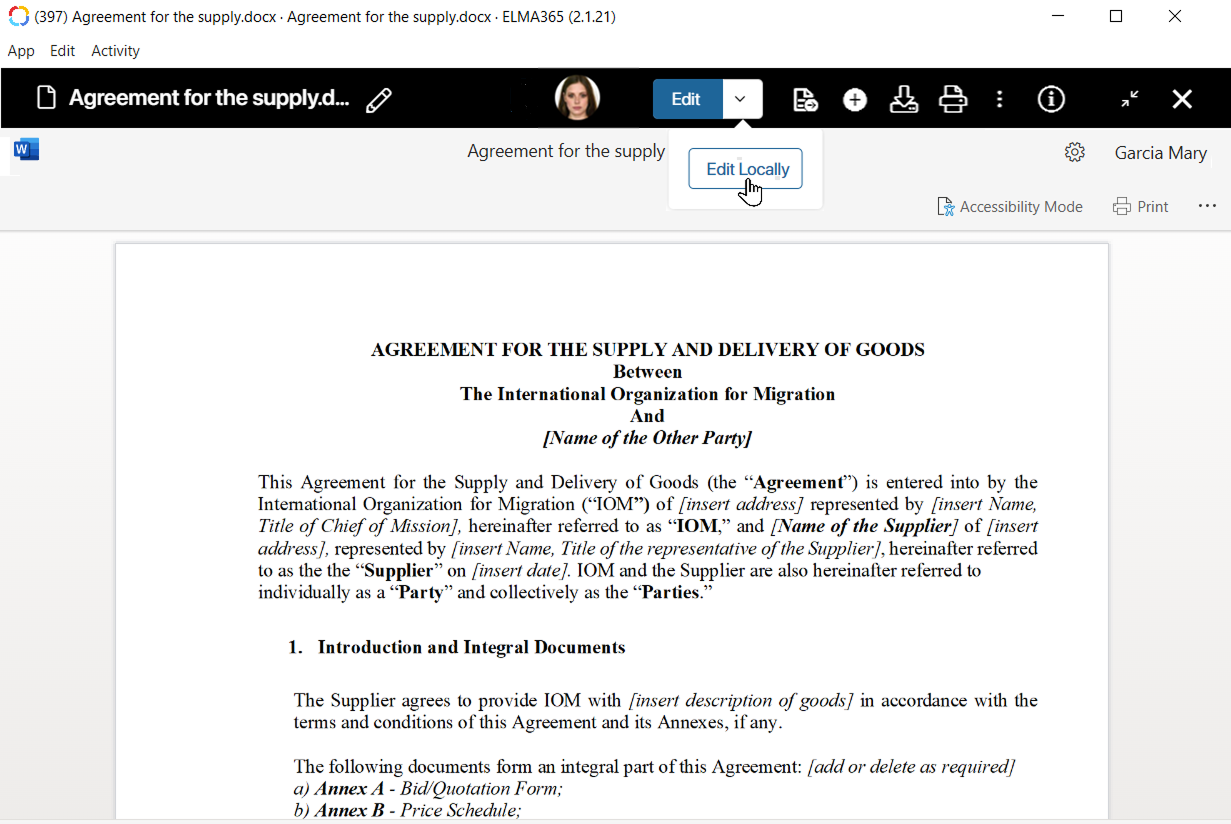 (397) Agreement for the supply.docx · Agreement for the supply.docx - ELMA365 (2.1.21)
App Edit Activity
Agreement for the supply.d...
Edit
W
Agreement for the supply
Edit Locally
Garcia Mary
Accessibility Mode
Print
AGREEMENT FOR THE SUPPLY AND DELIVERY OF GOODS
Between
The International Organization for Migration
And
[Name of the Other Party]
This Agreement for the Supply and Delivery of Goods (the “Agreement”) is entered into by the
International Organization for Migration (“IOM”) of [insert address] represented by [insert Name,
Title of Chief of Mission], hereinafter referred to as “IOM,” and [Name of the Supplier] of [insert
address], represented by [insert Name, Title of the representative of the Supplier], hereinafter referred
to as the the “Supplier” on [insert date]. IOM and the Supplier are also hereinafter referred to
individually as a “Party” and collectively as the “Parties.”
1. Introduction and Integral Documents
The Supplier agrees to provide IOM with [insert description of goods] in accordance with the
terms and conditions of this Agreement and its Annexes, if any.
The following documents form an integral part of this Agreement: [add or delete as required]
a) Annex A - Bid/Quotation Form;
b) Annex B - Price Schedule;